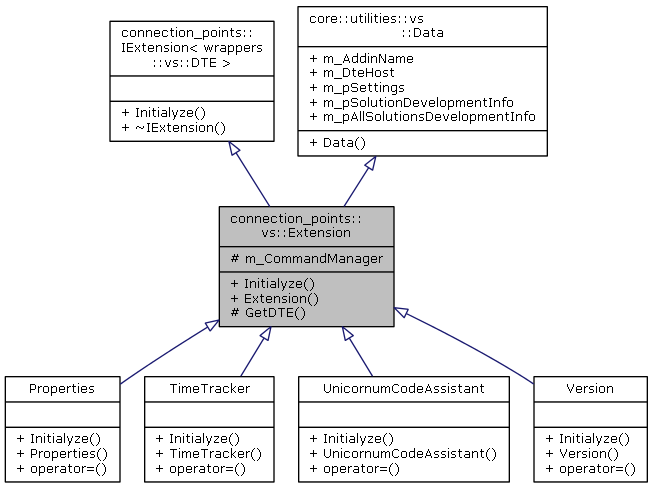 connection_points::
IExtension< wrappers
::vs::DTE >
+ Initialyze()
+ ~IExtension()
core::utilities::vs
::Data
+ m_AddinName
+ m_DteHost
+ m_pSettings
+ m_pSolutionDevelopmentInfo
+ m_pAllSolutionsDevelopmentInfo
+ Data()
connection_points::
vs::Extension
# m_CommandManager
+ Initialyze()
+ Extension()
# GetDTE()
Properties
+ Initialyze()
+ Properties()
+ operator=()
TimeTracker
+ Initialyze()
+ TimeTracker()
+ operator=()
UnicornumCodeAssistant
+ Initialyze()
+ UnicornumCodeAssistant()
+ operator=()
Version
+ Initialyze()
+ Version()
+ operator=()